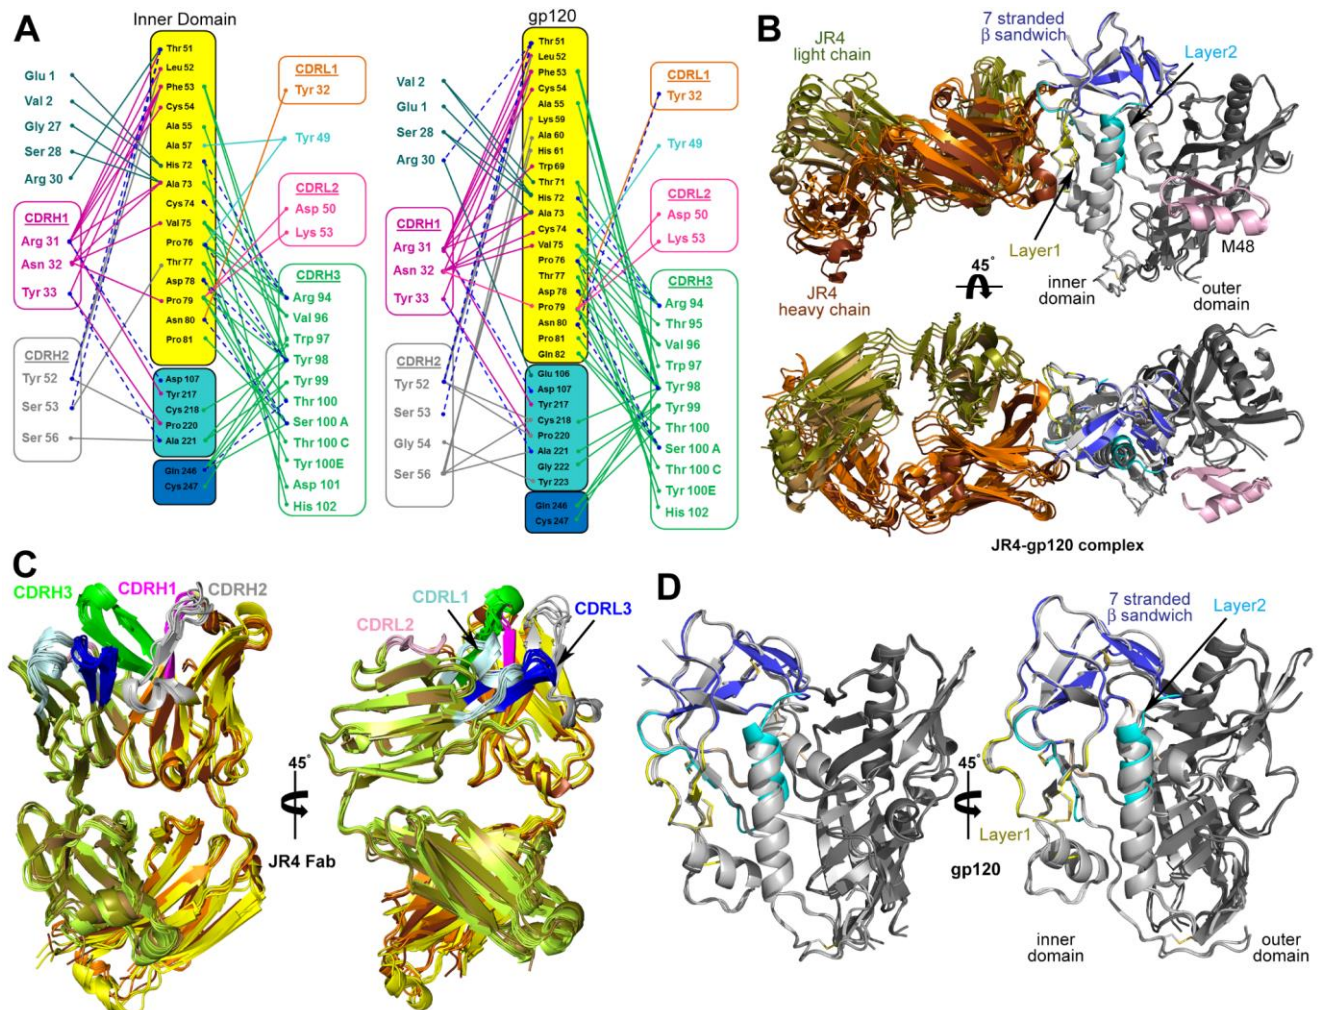 A
Inner Domain
Glu 1
Val 2
Gly 27
Ser 28
Arg 30
CDRH1
Arg 31
Asn 32
Tyr 33
CDRH2
Tyr 52
Ser 53
Ser 56
Thr 51
Leu 52
Phe 53
Cys 54
Ala 55
Ala 57
His 72
Ala 73
Cys 74
Val 75
Pro 76
Thr 77
Asp 78
Pro 79
Asn 80
Pro 81
Asp 107
Tyr 217
Cys 218
Pro 220
Ala 221
Gln 246
Cys 247
CDRL1
Tyr 32
Tyr 49
CDRL2
Asp 50
Lys 53
CDRH3
Arg 94
Val 96
Trp 97
Tyr 98
Tyr 99
Thr 100
Ser 100 A
Thr 100 C
Tyr 100E
Asp 101
His 102
gp120
Val 2
Glu 1
Ser 28
Arg 30
CDRH1
Arg 31
Asn 32
Tyr 33
CDRH2
Tyr 52
Ser 53
Gly 54
Ser 56
Thr 51
Leu 52
Phe 53
Cys 54
Ala 55
Lys 59
Ala 60
His 61
Trp 69
Thr 71
His 72
Ala 73
Cys 74
Val 75
Pro 76
Thr 77
Asp 78
Pro 79
Asn 80
Pro 81
Gln 82
Glu 106
Asp 107
Tyr 217
Cys 218
Pro 220
Ala 221
Gly 222
Tyr 223
Gln 246
Cys 247
CDRL1
Tyr 32
Tyr 49
CDRL2
Asp 50
Lys 53
CDRH3
Arg 94
Thr 95
Val 96
Trp 97
Tyr 98
Tyr 99
Thr 100
Ser 100 A
Thr 100 C
Tyr 100E
His 102
B
JR4
light chain
7 stranded
β sandwich
Layer2
Layer1
M48
JR4
heavy chain
45°
inner
domain
outer
domain
JR4-gp120 complex
C
CDRH3
CDRH1
CDRH2
CDRL1
CDRL2
CDRL3
45°
JR4 Fab
D
7 stranded
β sandwich
Layer2
45°
Layer1
gp120
inner
domain
outer
domain